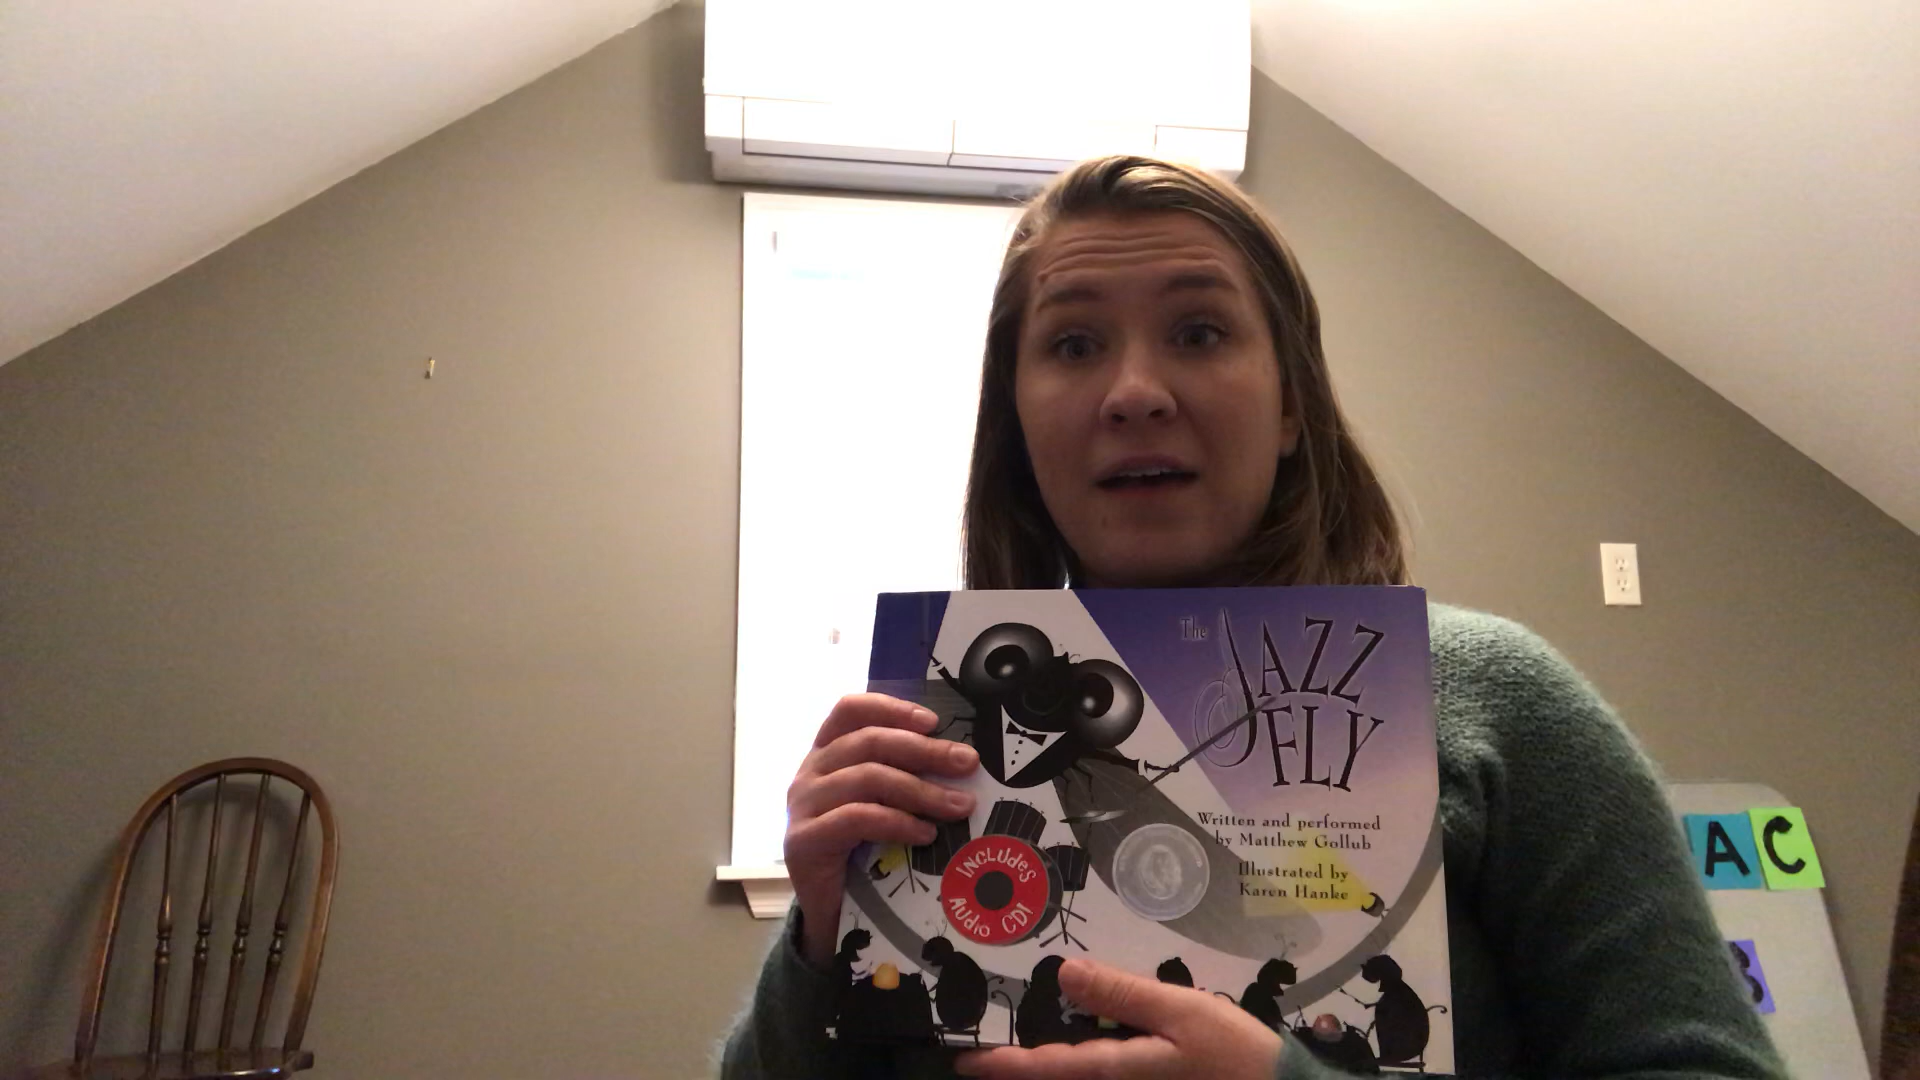 The
JAZZ
FLY
Written and performed
by Matthew Gollub
Illustrated by
Karen Hanke
INCLUdeS
AUdio CD!
A C
B